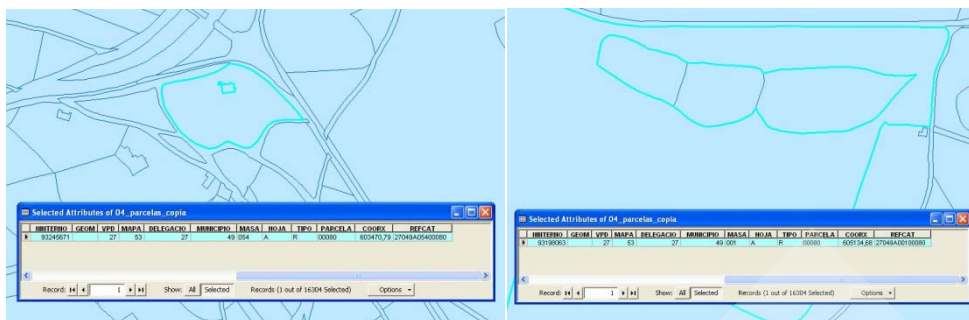 Selected Attributes of 04_parcelas_copia
NINTERNO GEOM VPD MAPA DELEGACIO MUNICIPIO MASA HOJA TIPO PARCELA COORX REFCAT
93245671 27 53 27 49 054 A R 00080 603470,79 27049A05400080
Record: 1 Show: All Selected Records (1 out of 16304 Selected) Options
Selected Attributes of 04_parcelas_copia
NINTERNO GEOM VPD MAPA DELEGACIO MUNICIPIO MASA HOJA TIPO PARCELA COORX REFCAT
93198063 27 53 27 49 001 A R 00080 605134,68 27049A00100080
Record: 1 Show: All Selected Records (1 out of 16304 Selected) Options